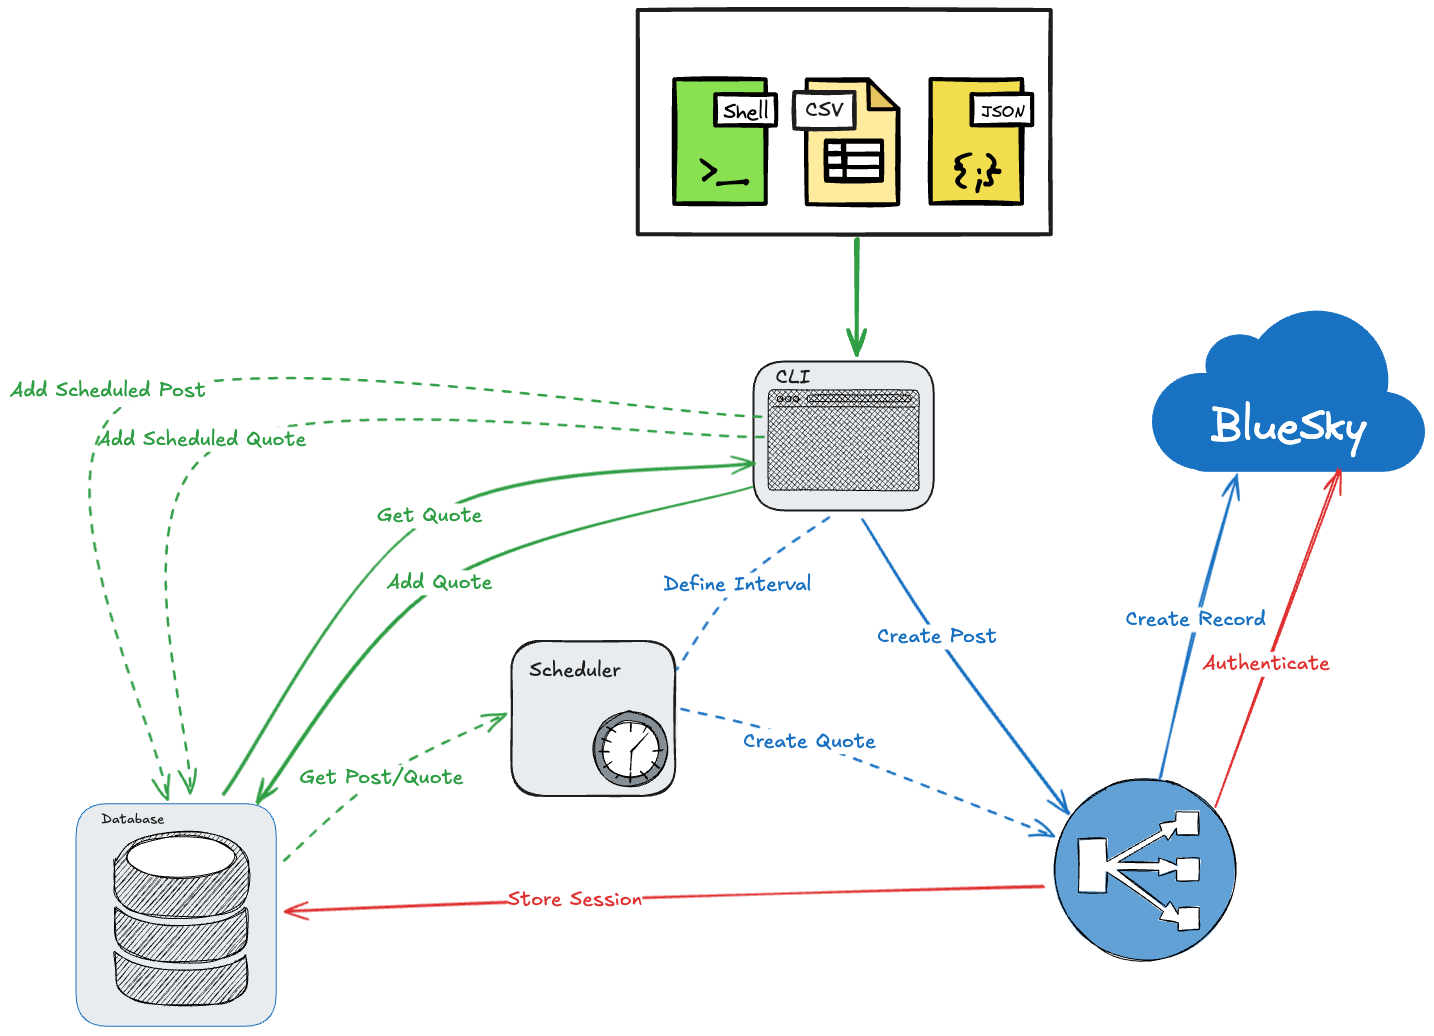 Shell
CSV
JSON
CLI
Add Scheduled Post
Add Scheduled Quote
BlueSky
Get Quote
Add Quote
Define Interval
Create Post
Create Record
Authenticate
Scheduler
Create Quote
Get Post/Quote
Database
Store Session